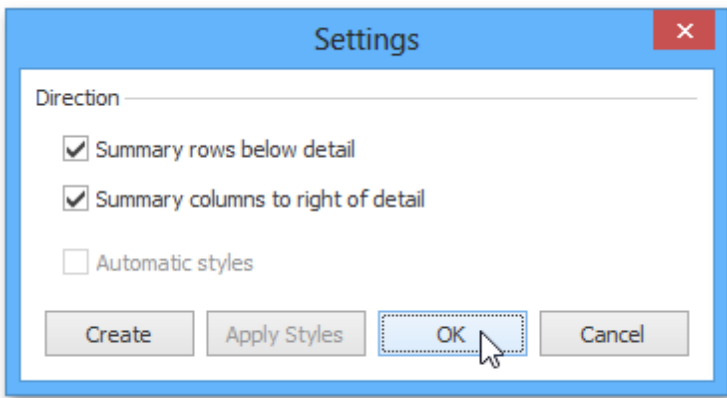 Settings
Direction
Summary rows below detail
Summary columns to right of detail
Automatic styles
Create Apply Styles OK Cancel